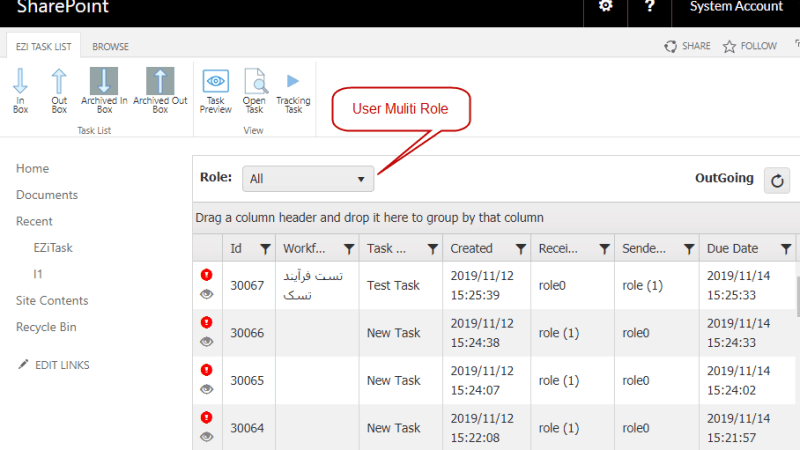 SharePoint
? System Account
EZI TASK LIST BROWSE SHARE FOLLOW
In Box
Out Box
Archived In Box
Archived Out Box
Task Preview
Open Task
Tracking Task
Task List
View
User Muliti Role
Home
Documents
Recent
EZiTask
I1
Site Contents
Recycle Bin
EDIT LINKS
Role: All OutGoing
Drag a column header and drop it here to group by that column
Id Workf... Task ... Created Recei... Sende... Due Date
30067 تست فرآیند تسک Test Task 2019/11/12 15:25:39 role0 role (1) 2019/11/14 15:25:33
30066 New Task 2019/11/12 15:24:38 role (1) role0 2019/11/14 15:24:33
30065 New Task 2019/11/12 15:24:07 role (1) role0 2019/11/14 15:24:02
30064 New Task 2019/11/12 15:22:08 role (1) role0 2019/11/14 15:21:57